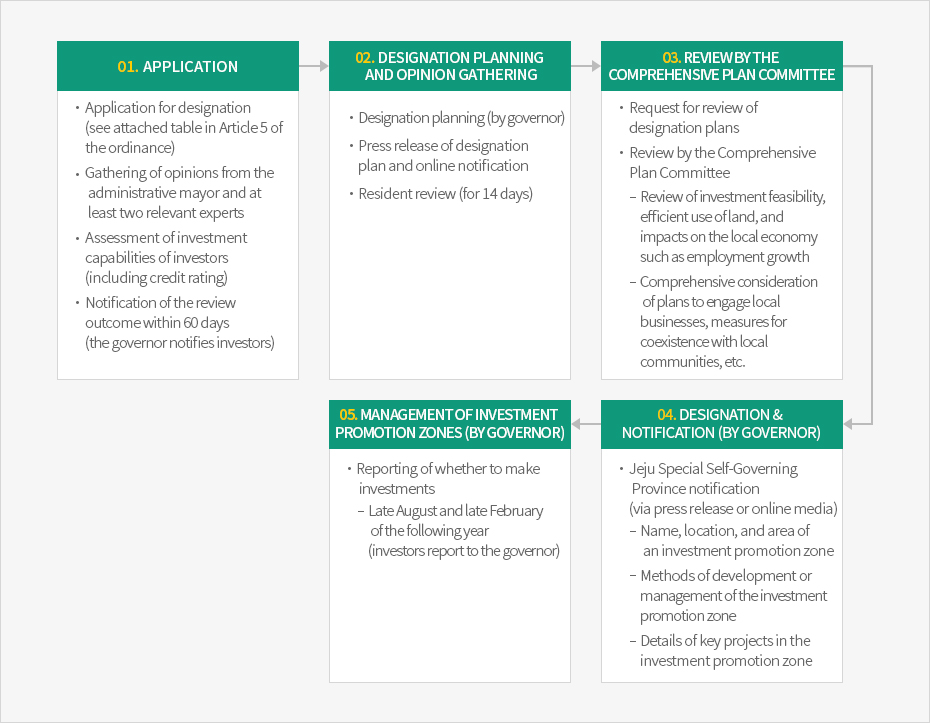 01. APPLICATION
• Application for designation
(see attached table in Article 5 of
the ordinance)
• Gathering of opinions from the
administrative mayor and at
least two relevant experts
• Assessment of investment
capabilities of investors
(including credit rating)
• Notification of the review
outcome within 60 days
(the governor notifies investors)
02. DESIGNATION PLANNING
AND OPINION GATHERING
• Designation planning (by governor)
• Press release of designation
plan and online notification
• Resident review (for 14 days)
03. REVIEW BY THE
COMPREHENSIVE PLAN COMMITTEE
• Request for review of
designation plans
• Review by the Comprehensive
Plan Committee
– Review of investment feasibility,
efficient use of land, and
impacts on the local economy
such as employment growth
– Comprehensive consideration
of plans to engage local
businesses, measures for
coexistence with local
communities, etc.
04. DESIGNATION &
NOTIFICATION (BY GOVERNOR)
• Jeju Special Self-Governing
Province notification
(via press release or online media)
– Name, location, and area of
an investment promotion zone
– Methods of development or
management of the investment
promotion zone
– Details of key projects in the
investment promotion zone
05. MANAGEMENT OF INVESTMENT
PROMOTION ZONES (BY GOVERNOR)
• Reporting of whether to make
investments
– Late August and late February
of the following year
(investors report to the governor)